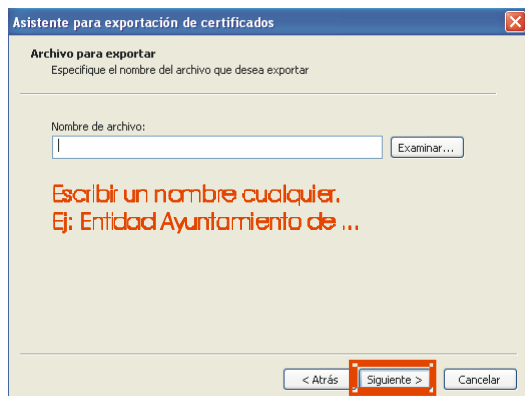 Asistente para exportación de certificados
Archivo para exportar
Especifique el nombre del archivo que desea exportar
Nombre de archivo:
Examinar...
Escribir un nombre cualquier.
Ej: Entidad Ayuntamiento de ...
< Atrás
Siguiente >
Cancelar